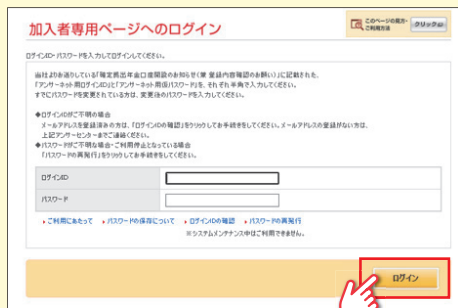 加入者専用ページへのログイン
このページの見方・
ご利用方法
クリック
ログインID・パスワードを入力してログインしてください。
当社よりお送りしている「確定拠出年金口座開設のお知らせ(兼 登録内容確認のお願い)」に記載された、
「アンサーネット用ログインID」と「アンサーネット用仮パスワード」を、それぞれ半角で入力してください。
すでにパスワードを変更されている方は、変更後のパスワードを入力してください。
◆ログインIDがご不明の場合
メールアドレスを登録済みの方は、「ログインIDの確認」をクリックしてお手続きをしてください。メールアドレスの登録がない方は、
上記アンサーセンターまでご連絡ください。
◆パスワードがご不明な場合・ご利用停止となっている場合
「パスワードの再発行」をクリックしてお手続きをしてください。
ログインID
パスワード
ご利用にあたって パスワードの保存について ログインIDの確認 パスワードの再発行
※システムメンテナンス中はご利用できません。
ログイン